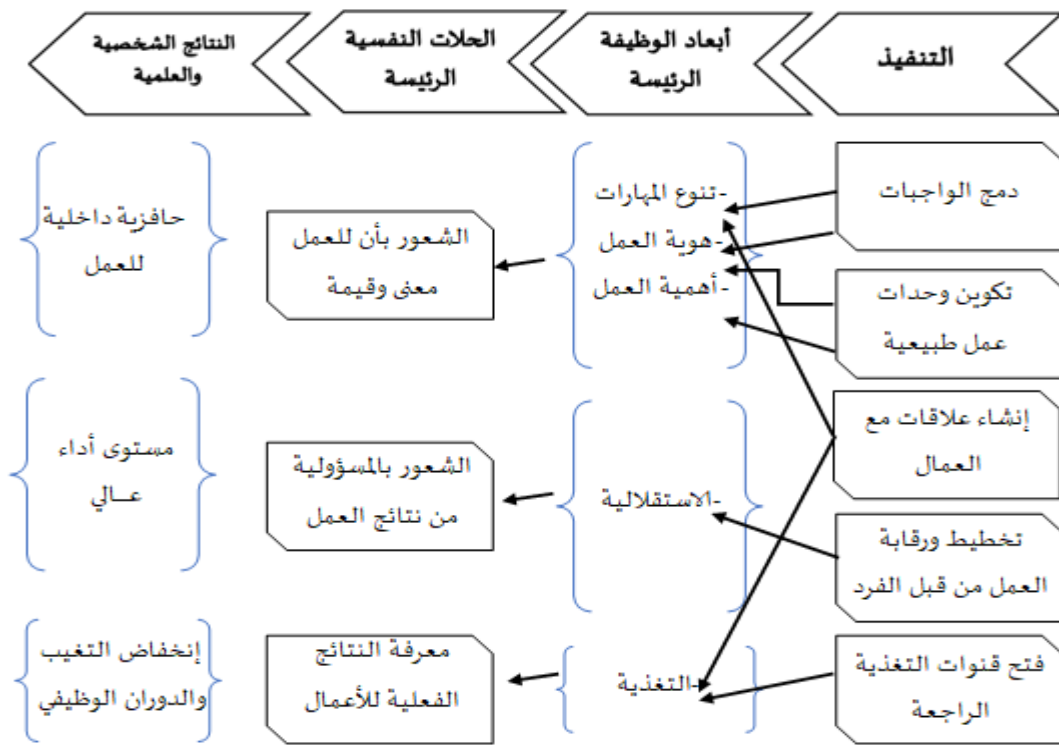 التنفيذ
أبعاد الوظيفة
الرئيسة
الحلات النفسية
الرئيسة
النتائج الشخصية
والعلمية
دمج الواجبات
تكوين وحدات
عمل طبيعية
إنشاء علاقات مع
العمال
تخطيط ورقابة
العمل من قبل الفرد
فتح قنوات التغذية
الراجعة
-تنوع المهارات
-هوية العمل
-أهمية العمل
-الاستقلالية
-التغذية
الشعور بأن للعمل
معنى وقيمة
الشعور بالمسؤولية
من نتائج العمل
معرفة النتائج
الفعلية للأعمال
حافزية داخلية
للعمل
مستوى أداء
عــالي
إنخفاض التغيب
والدوران الوظيفي